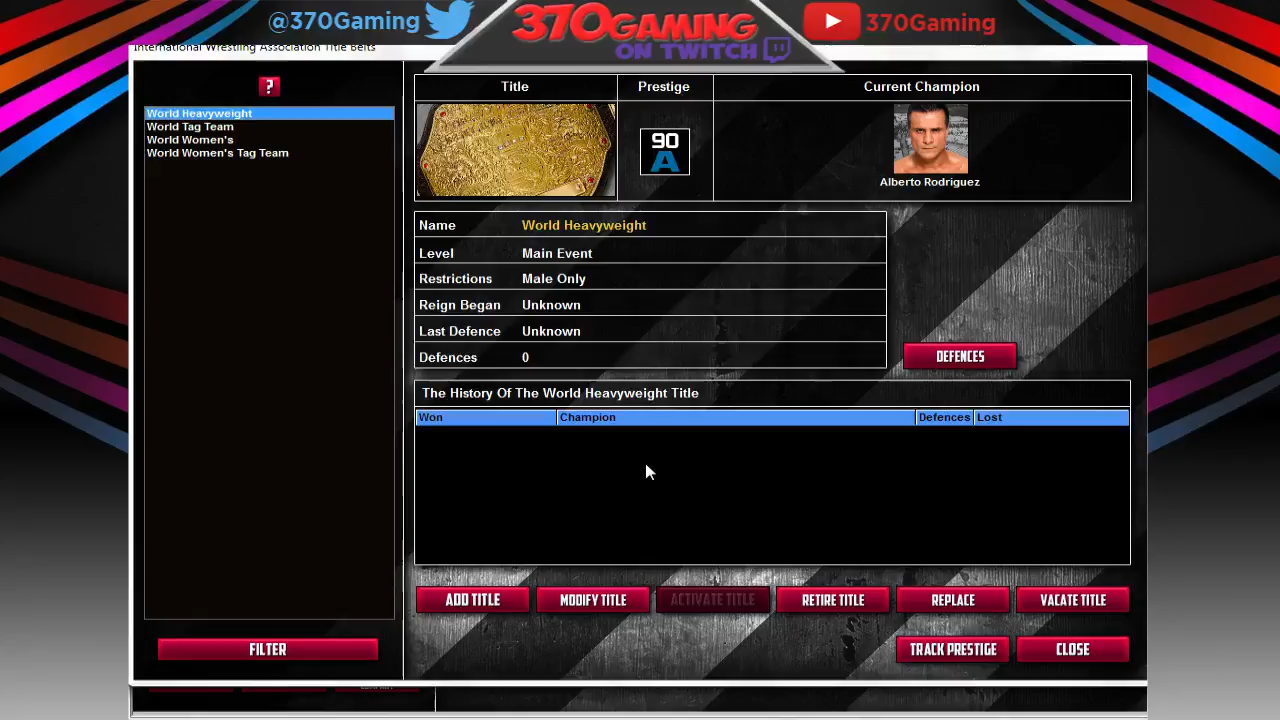 @370Gaming
370GAMING
ON TWITCH
370Gaming
International Wrestling Association Title Belts
?
World Heavyweight
World Tag Team
World Women's
World Women's Tag Team
FILTER
Title Prestige Current Champion
90
A
Alberto Rodriguez
Name World Heavyweight
Level Main Event
Restrictions Male Only
Reign Began Unknown
Last Defence Unknown
Defences 0
DEFENCES
The History Of The World Heavyweight Title
Won Champion Defences Lost
ADD TITLE MODIFY TITLE ACTIVATE TITLE RETIRE TITLE REPLACE VACATE TITLE
TRACK PRESTIGE CLOSE